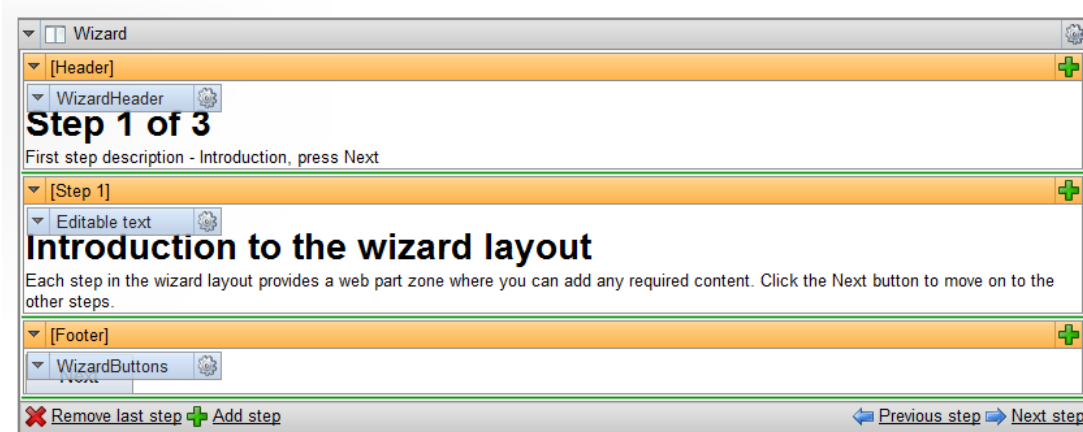 Wizard
[Header]
WizardHeader
Step 1 of 3
First step description - Introduction, press Next
[Step 1]
Editable text
Introduction to the wizard layout
Each step in the wizard layout provides a web part zone where you can add any required content. Click the Next button to move on to the
other steps.
[Footer]
WizardButtons
Next
Remove last step Add step Previous step Next step